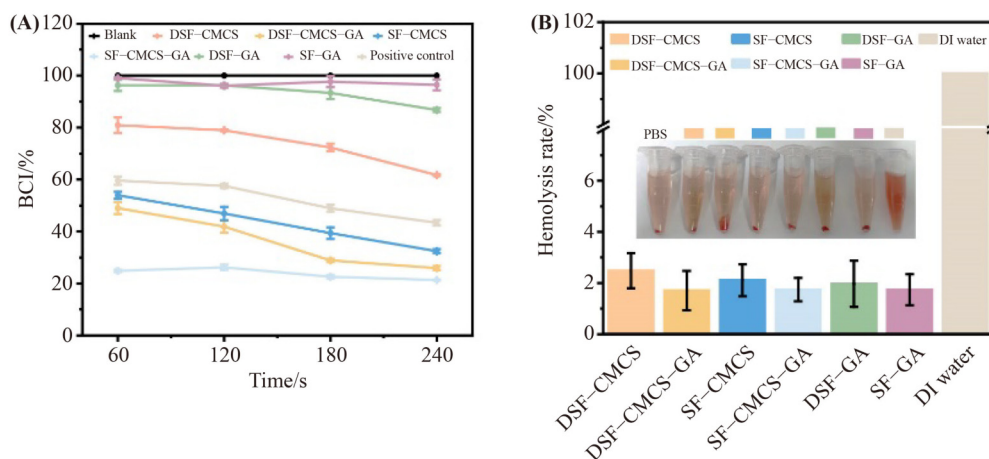 (A)
120
Blank DSF–CMCS DSF–CMCS–GA SF–CMCS
SF–CMCS–GA DSF–GA SF–GA Positive control
100
80
60
40
20
0
BCI/%
60 120 180 240
Time/s
(B)
102
DSF–CMCS SF–CMCS DSF–GA DI water
DSF–CMCS–GA SF–CMCS–GA SF–GA
100
PBS
6
4
2
0
Hemolysis rate/%
DSF–CMCS
DSF–CMCS–GA
SF–CMCS
SF–CMCS–GA
DSF–GA
SF–GA
DI water